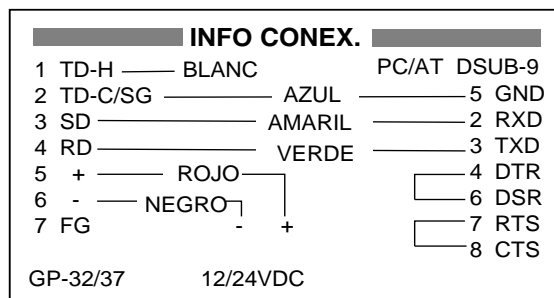 INFO CONEX.
1 TD-H BLANC PC/AT DSUB-9
2 TD-C/SG AZUL 5 GND
3 SD AMARIL 2 RXD
4 RD VERDE 3 TXD
5 + ROJO 4 DTR
6 - NEGRO 6 DSR
7 FG - + 7 RTS
8 CTS
GP-32/37 12/24VDC